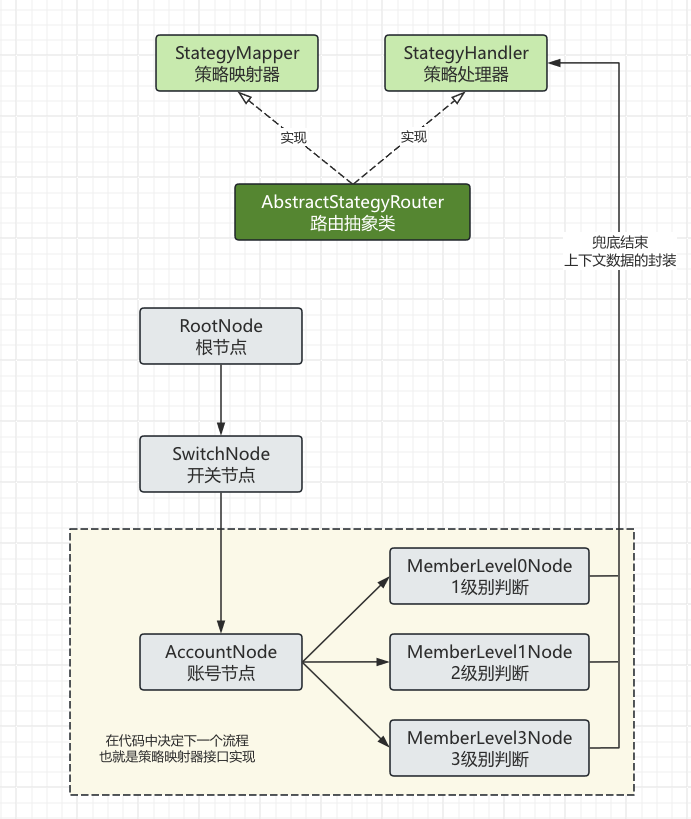 StategyMapper
策略映射器
StategyHandler
策略处理器
实现
实现
AbstractStategyRouter
路由抽象类
兜底结束
上下文数据的封装
RootNode
根节点
SwitchNode
开关节点
MemberLevel0Node
1级别判断
AccountNode
账号节点
MemberLevel1Node
2级别判断
MemberLevel3Node
3级别判断
在代码中决定下一个流程
也就是策略映射器接口实现